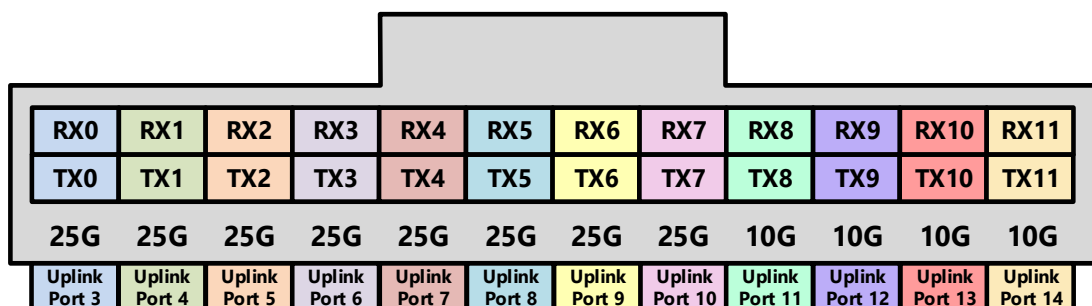 RX0 RX1 RX2 RX3 RX4 RX5 RX6 RX7 RX8 RX9 RX10 RX11
TX0 TX1 TX2 TX3 TX4 TX5 TX6 TX7 TX8 TX9 TX10 TX11
25G 25G 25G 25G 25G 25G 25G 25G 10G 10G 10G 10G
Uplink Uplink Uplink Uplink Uplink Uplink Uplink Uplink Uplink Uplink Uplink Uplink
Port 3 Port 4 Port 5 Port 6 Port 7 Port 8 Port 9 Port 10 Port 11 Port 12 Port 13 Port 14